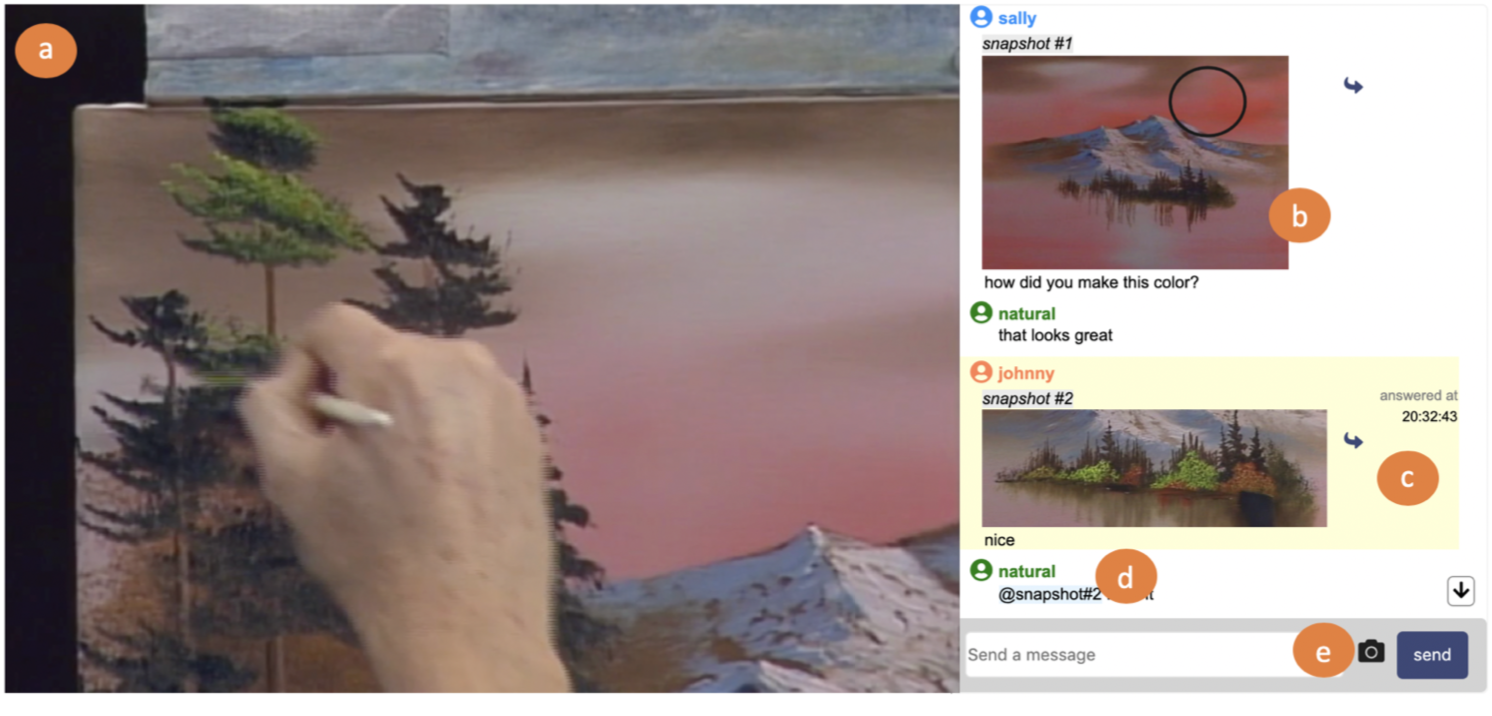 a
sally
snapshot #1
b
how did you make this color?
natural
that looks great
johnny
snapshot #2
answered at
20:32:43
c
nice
natural
d
@snapshot#2
Send a message
e
send